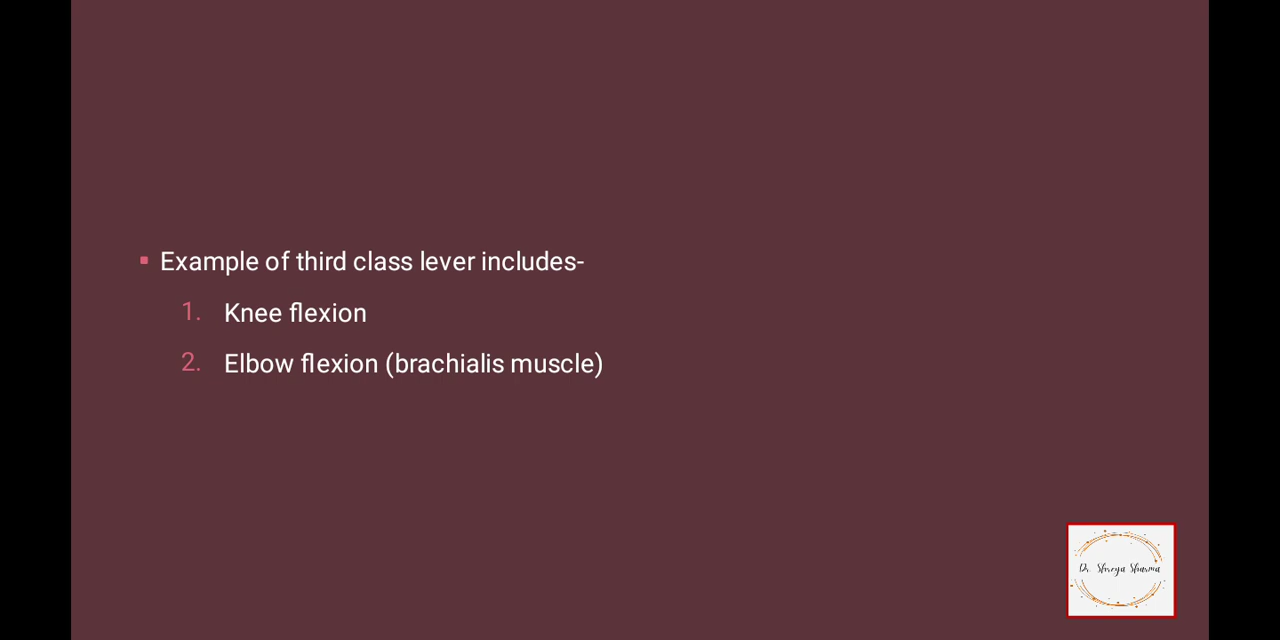 ▪ Example of third class lever includes-
1. Knee flexion
2. Elbow flexion (brachialis muscle)
Dr. Shreya Sharma